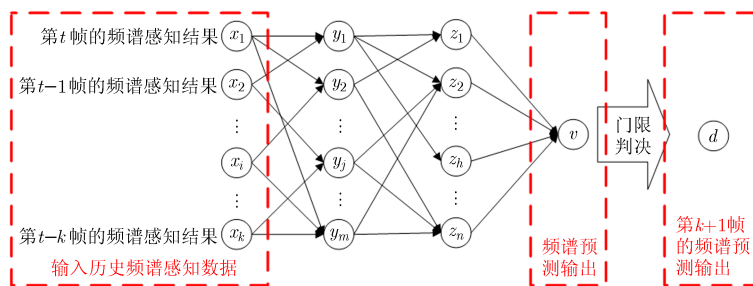 第t帧的频谱感知结果 x1 y1 z1
第t−1帧的频谱感知结果 x2 y2 z2
⋮ ⋮ ⋮
xi yj zh v 门限判决 d
⋮ ⋮ ⋮
第t−k帧的频谱感知结果 xk ym zn
输入历史频谱感知数据
频谱预
测输出
第k+1帧
的频谱预
测输出